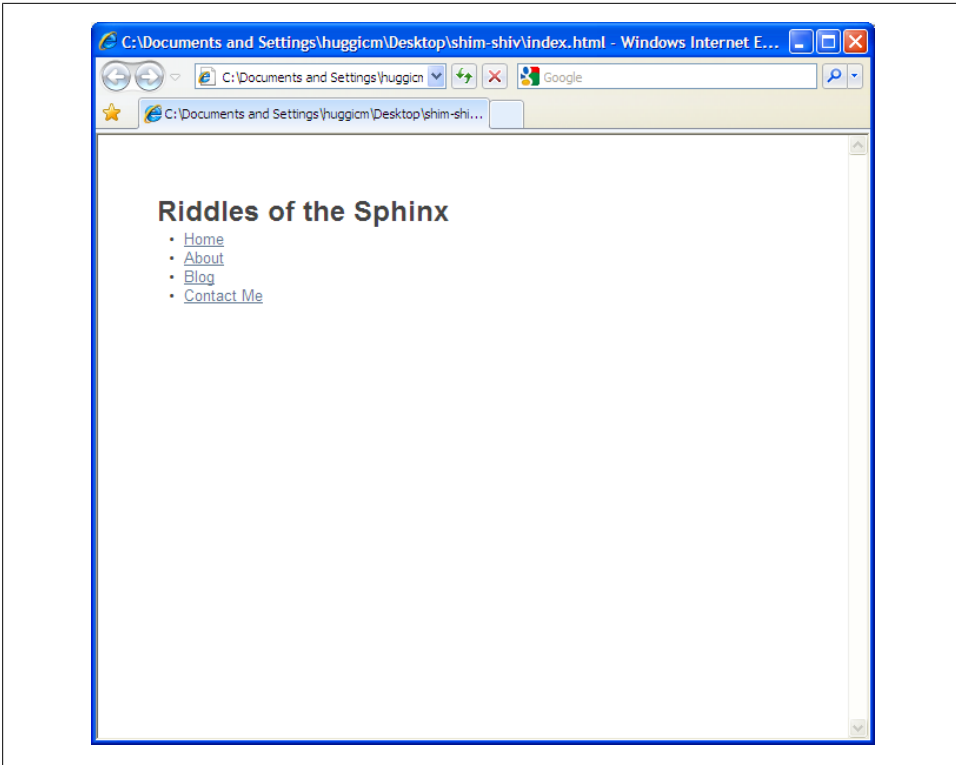 C:\Documents and Settings\huggicm\Desktop\shim-shiv\index.html - Windows Internet E...
C:\Documents and Settings\huggicm
Google
C:\Documents and Settings\huggicm\Desktop\shim-shi...
Riddles of the Sphinx
• Home
• About
• Blog
• Contact Me